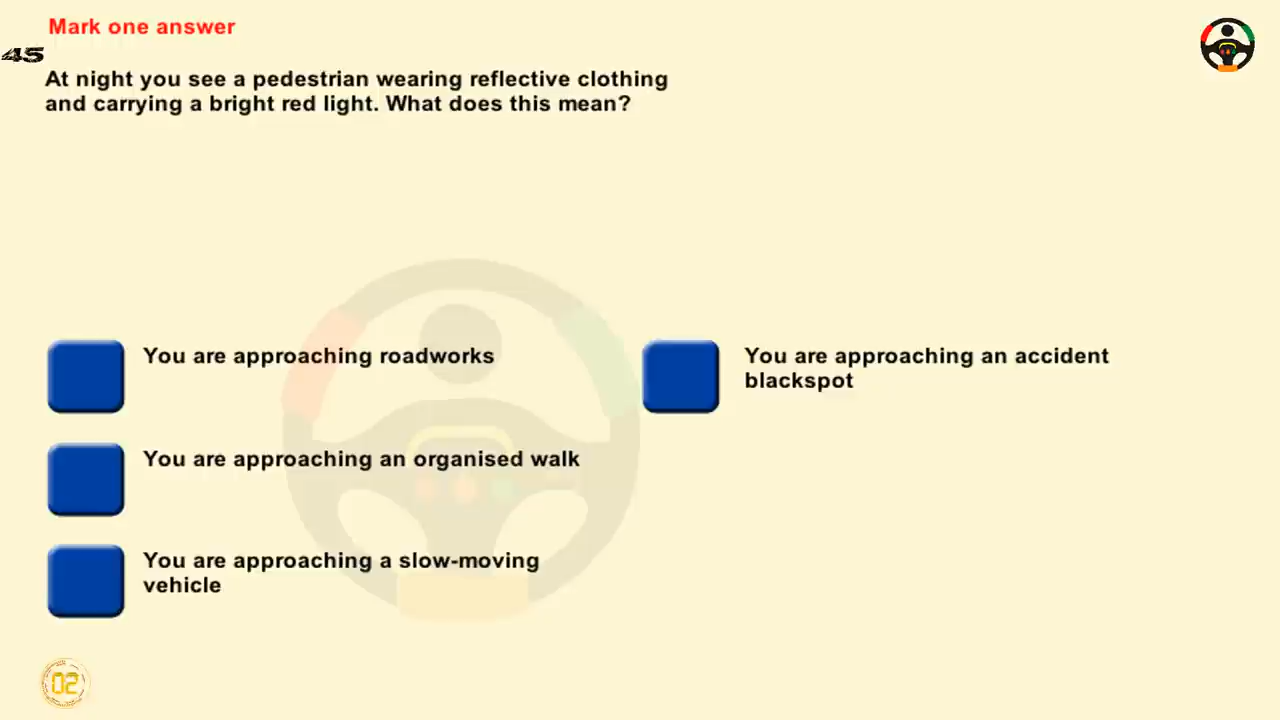 Mark one answer
45
At night you see a pedestrian wearing reflective clothing
and carrying a bright red light. What does this mean?
You are approaching roadworks
You are approaching an accident
blackspot
You are approaching an organised walk
You are approaching a slow-moving
vehicle
02